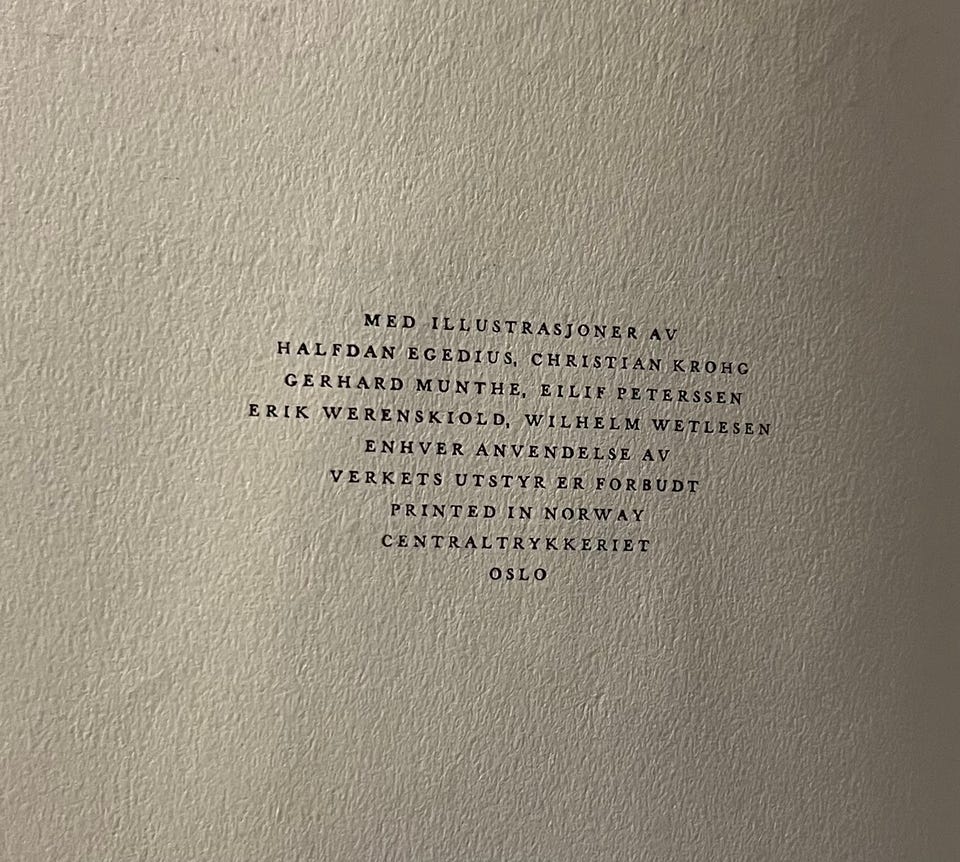 MED ILLUSTRASJONER AV
HALFDAN EGEDIUS, CHRISTIAN KROHG
GERHARD MUNTHE, EILIF PETERSSEN
ERIK WERENSKIOLD, WILHELM WETLESEN
ENHVER ANVENDELSE AV
VERKETS UTSTYR ER FORBUDT
PRINTED IN NORWAY
CENTRALTRYKKERIET
OSLO